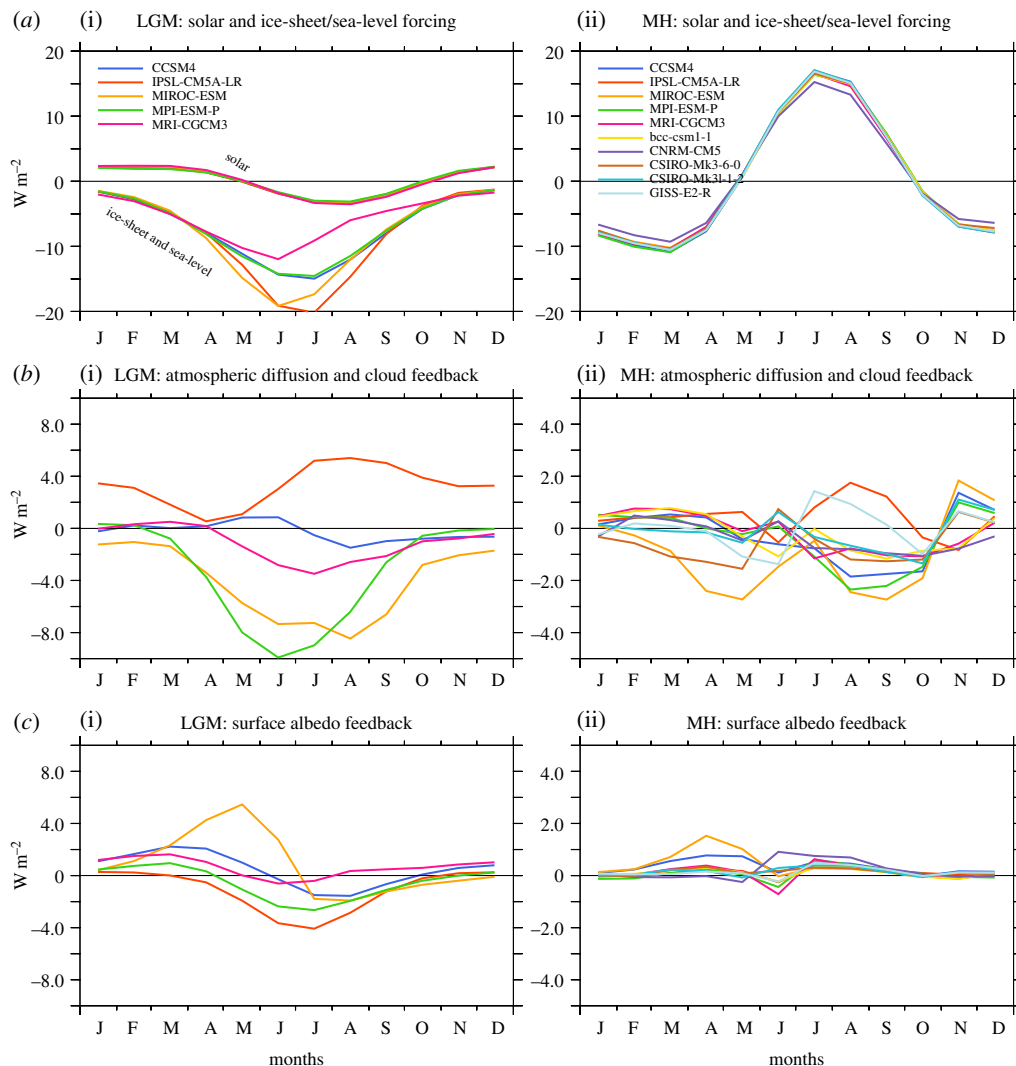 (a) (i) LGM: solar and ice-sheet/sea-level forcing
20
10
0
−10
−20
W m−2
CCSM4
IPSL-CM5A-LR
MIROC-ESM
MPI-ESM-P
MRI-CGCM3
solar
ice-sheet and sea-level
J F M A M J J A S O N D
(ii) MH: solar and ice-sheet/sea-level forcing
20
10
0
−10
−20
CCSM4
IPSL-CM5A-LR
MIROC-ESM
MPI-ESM-P
MRI-CGCM3
bcc-csm1-1
CNRM-CM5
CSIRO-Mk3-6-0
CSIRO-Mk3l-1-2
GISS-E2-R
J F M A M J J A S O N D
(b) (i) LGM: atmospheric diffusion and cloud feedback
8.0
4.0
0
−4.0
−8.0
W m−2
J F M A M J J A S O N D
(ii) MH: atmospheric diffusion and cloud feedback
4.0
2.0
0
−2.0
−4.0
J F M A M J J A S O N D
(c) (i) LGM: surface albedo feedback
8.0
4.0
0
−4.0
−8.0
W m−2
J F M A M J J A S O N D
months
(ii) MH: surface albedo feedback
4.0
2.0
0
−2.0
−4.0
J F M A M J J A S O N D
months